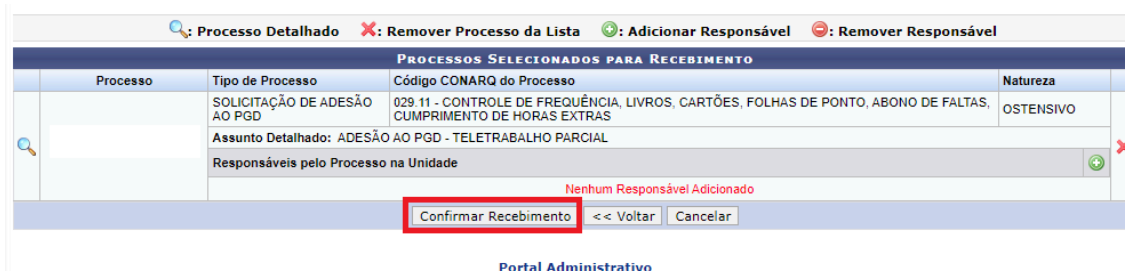 : Processo Detalhado : Remover Processo da Lista : Adicionar Responsável : Remover Responsável
Processos Selecionados para Recebimento
Processo Tipo de Processo Código CONARQ do Processo Natureza
SOLICITAÇÃO DE ADESÃO AO PGD
029.11 - CONTROLE DE FREQUÊNCIA, LIVROS, CARTÕES, FOLHAS DE PONTO, ABONO DE FALTAS,
CUMPRIMENTO DE HORAS EXTRAS
OSTENSIVO
Assunto Detalhado: ADESÃO AO PGD - TELETRABALHO PARCIAL
Responsáveis pelo Processo na Unidade
Nenhum Responsável Adicionado
Confirmar Recebimento << Voltar Cancelar
Portal Administrativo